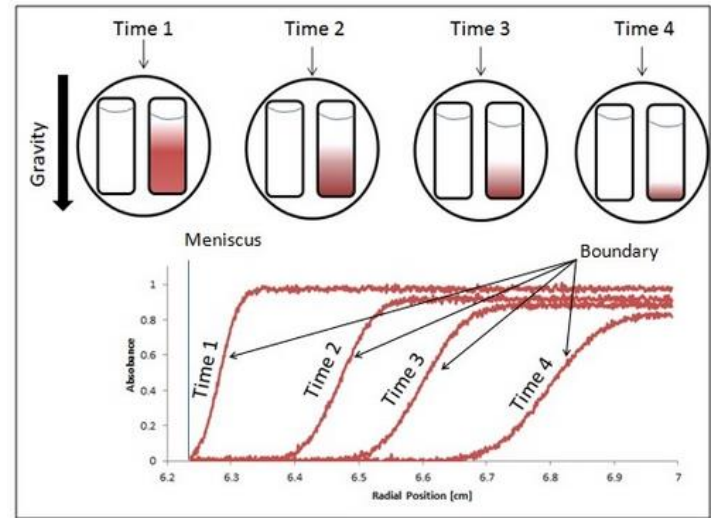 Time 1 Time 2 Time 3 Time 4
Gravity
Meniscus
Boundary
1
0.8
0.6
0.4
0.2
0
Absorbance
Time 1
Time 2
Time 3
Time 4
6.2 6.3 6.4 6.5 6.6 6.7 6.8 6.9 7
Radial Position [cm]